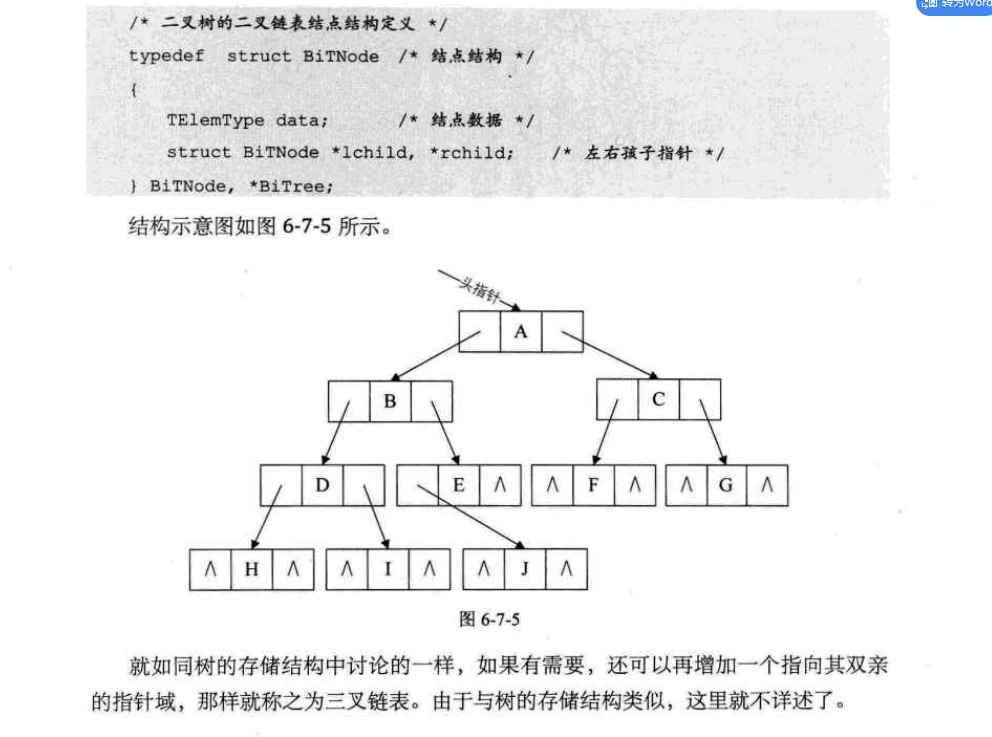 转为Word
/* 二叉树的二叉链表结点结构定义 */
typedef struct BiTNode /* 结点结构 */
{
TElemType data; /* 结点数据 */
struct BiTNode *lchild, *rchild; /* 左右孩子指针 */
} BiTNode, *BiTree;
结构示意图如图 6-7-5 所示。
头指针
A
B C
D E ∧ ∧ F ∧ ∧ G ∧
∧ H ∧ ∧ I ∧ ∧ J ∧
图 6-7-5
就如同树的存储结构中讨论的一样，如果有需要，还可以再增加一个指向其双亲
的指针域，那样就称之为三叉链表。由于与树的存储结构类似，这里就不详述了。